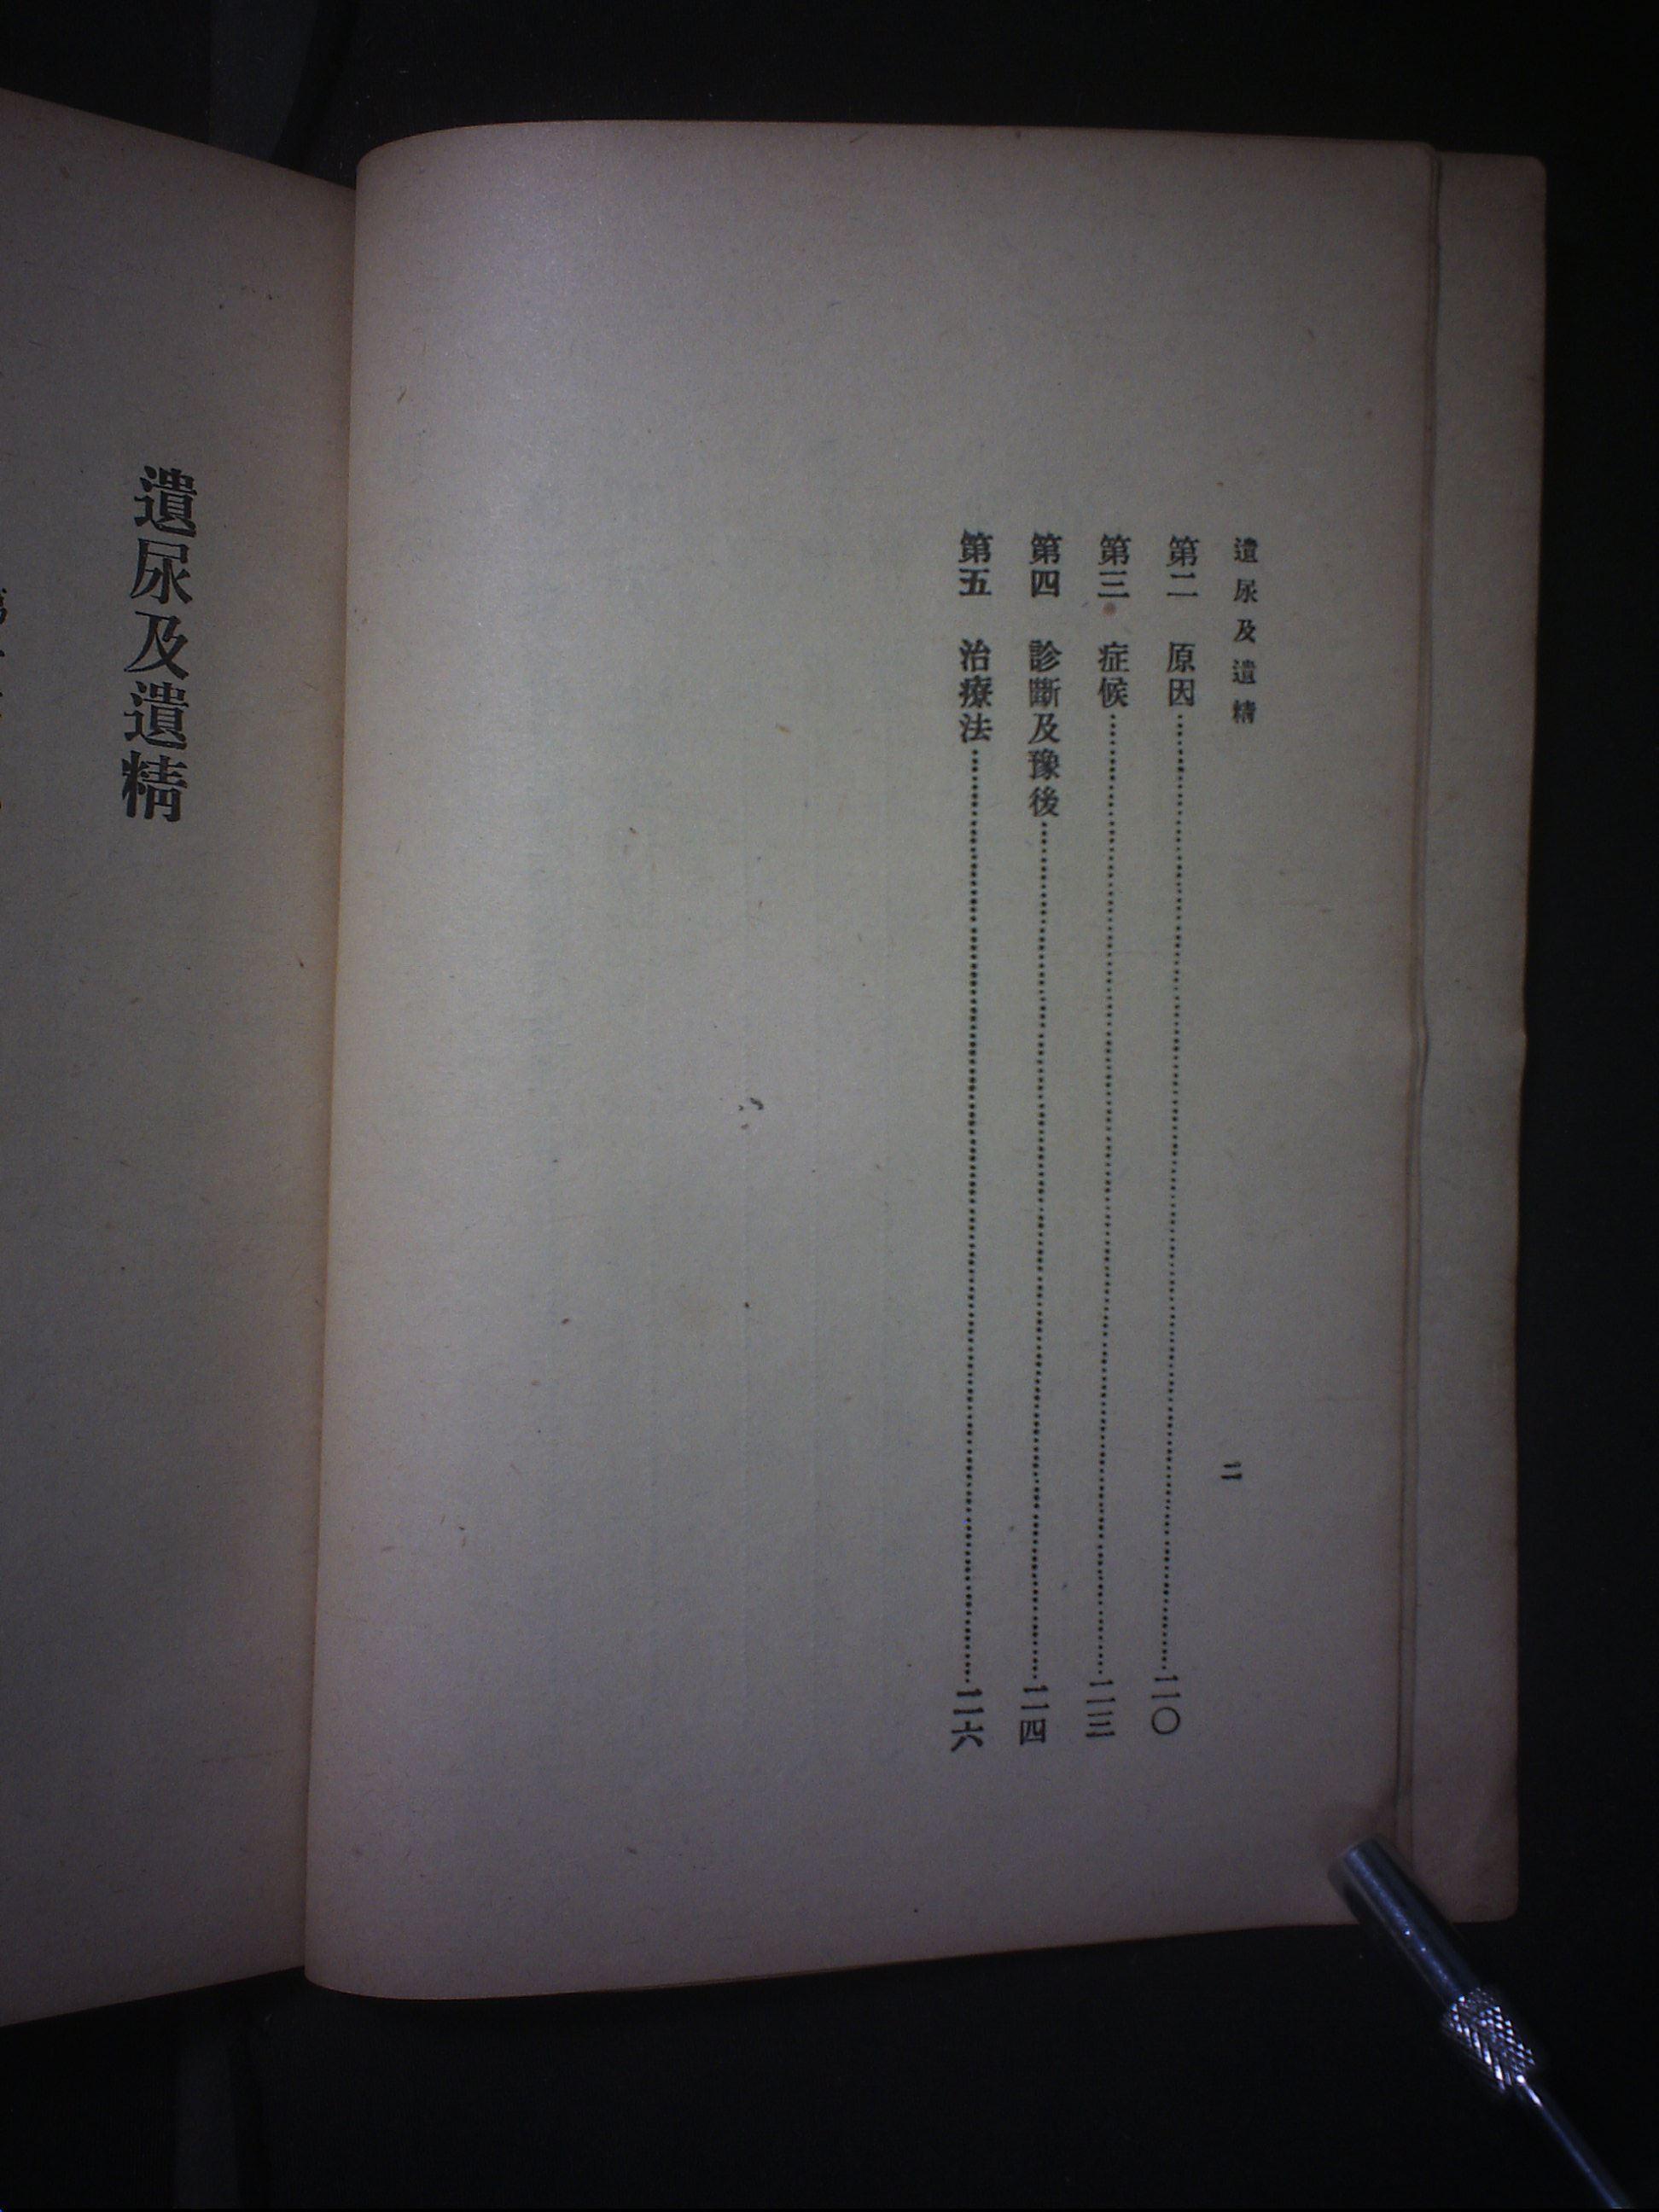 遺尿及遺精
二
第二　原因…………二〇
第三　症候…………二三
第四　診斷及豫後…………二四
第五　治療法…………二六
遺尿及遺精